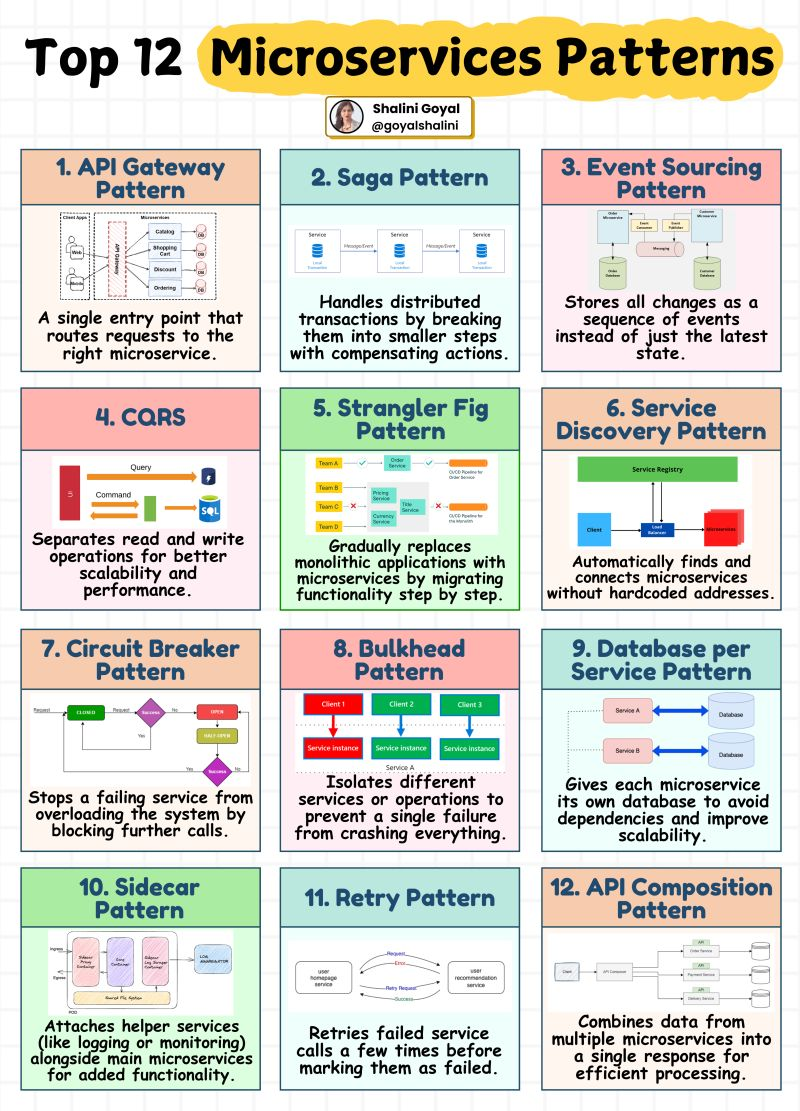 Top 12 Microservices Patterns
Shalini Goyal
@goyalshalini
1. API Gateway
Pattern
Client Apps
Microservices
Web
Mobile
API Gateway
Catalog
DB
Shopping
Cart
DB
Discount
DB
Ordering
DB
A single entry point that
routes requests to the
right microservice.
2. Saga Pattern
Service
Service
Service
Message/Event
Message/Event
Local
Transaction
Local
Transaction
Local
Transaction
Handles distributed
transactions by breaking
them into smaller steps
with compensating actions.
3. Event Sourcing
Pattern
Order
Microservice
Customer
Microservice
Event
Consumer
Event
Publisher
Messaging
Order
Database
Customer
Database
Stores all changes as a
sequence of events
instead of just the latest
state.
4. CQRS
UI
Query
Command
SQL
Separates read and write
operations for better
scalability and
performance.
5. Strangler Fig
Pattern
Team A
Order
Service
CI/CD Pipeline for
Order Service
Team B
Team C
Team D
Pricing
Service
Title
Service
Currency
Service
CI/CD Pipeline for
the Monolith
Gradually replaces
monolithic applications with
microservices by migrating
functionality step by step.
6. Service
Discovery Pattern
Service Registry
Client
Load
Balancer
Microservices
Automatically finds and
connects microservices
without hardcoded addresses.
7. Circuit Breaker
Pattern
Request
CLOSED
Request
Success
No
OPEN
Yes
HALF-OPEN
Yes
Success
No
Stops a failing service from
overloading the system by
blocking further calls.
8. Bulkhead
Pattern
Client 1
Client 2
Client 3
Service instance
Service instance
Service instance
Service A
Isolates different
services or operations to
prevent a single failure
from crashing everything.
9. Database per
Service Pattern
Service A
Database
Service B
Database
Gives each microservice
its own database to avoid
dependencies and improve
scalability.
10. Sidecar
Pattern
Ingress
Egress
Sidecar
Proxy
Container
Core
Container
Sidecar
Log Scraper
Container
LOG
AGGREGATOR
Shared File System
POD
Attaches helper services
(like logging or monitoring)
alongside main microservices
for added functionality.
11. Retry Pattern
user
homepage
service
Request
Error
Retry Request
Success
user
recommendation
service
Retries failed service
calls a few times before
marking them as failed.
12. API Composition
Pattern
Client
API Composer
API
Order Service
API
Payment Service
API
Delivery Service
Combines data from
multiple microservices into
a single response for
efficient processing.